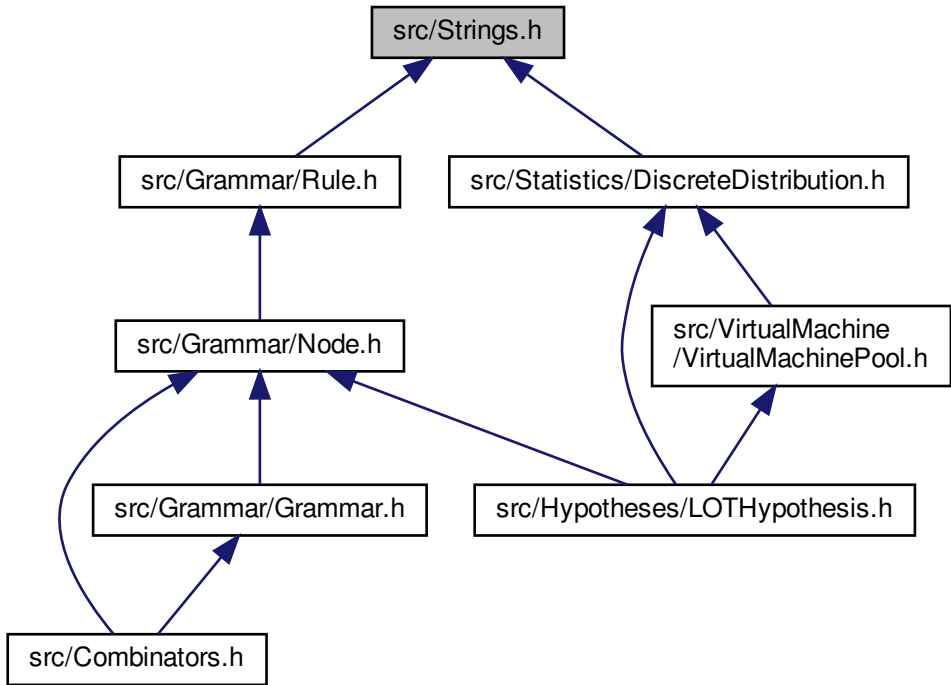 src/Strings.h
src/Grammar/Rule.h
src/Statistics/DiscreteDistribution.h
src/Grammar/Node.h
src/VirtualMachine
/VirtualMachinePool.h
src/Grammar/Grammar.h
src/Hypotheses/LOTHypothesis.h
src/Combinators.h